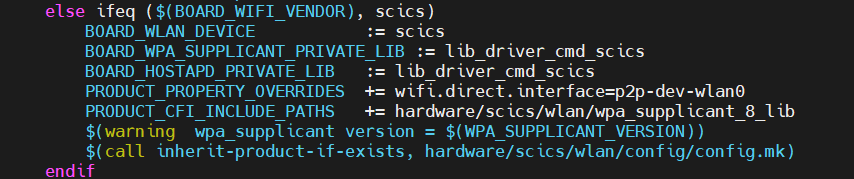 else ifeq ($(BOARD_WIFI_VENDOR), scics)
BOARD_WLAN_DEVICE := scics
BOARD_WPA_SUPPLICANT_PRIVATE_LIB := lib_driver_cmd_scics
BOARD_HOSTAPD_PRIVATE_LIB := lib_driver_cmd_scics
PRODUCT_PROPERTY_OVERRIDES += wifi.direct.interface=p2p-dev-wlan0
PRODUCT_CFI_INCLUDE_PATHS += hardware/scics/wlan/wpa_supplicant_8_lib
$(warning wpa_supplicant version = $(WPA_SUPPLICANT_VERSION))
$(call inherit-product-if-exists, hardware/scics/wlan/config/config.mk)
endif